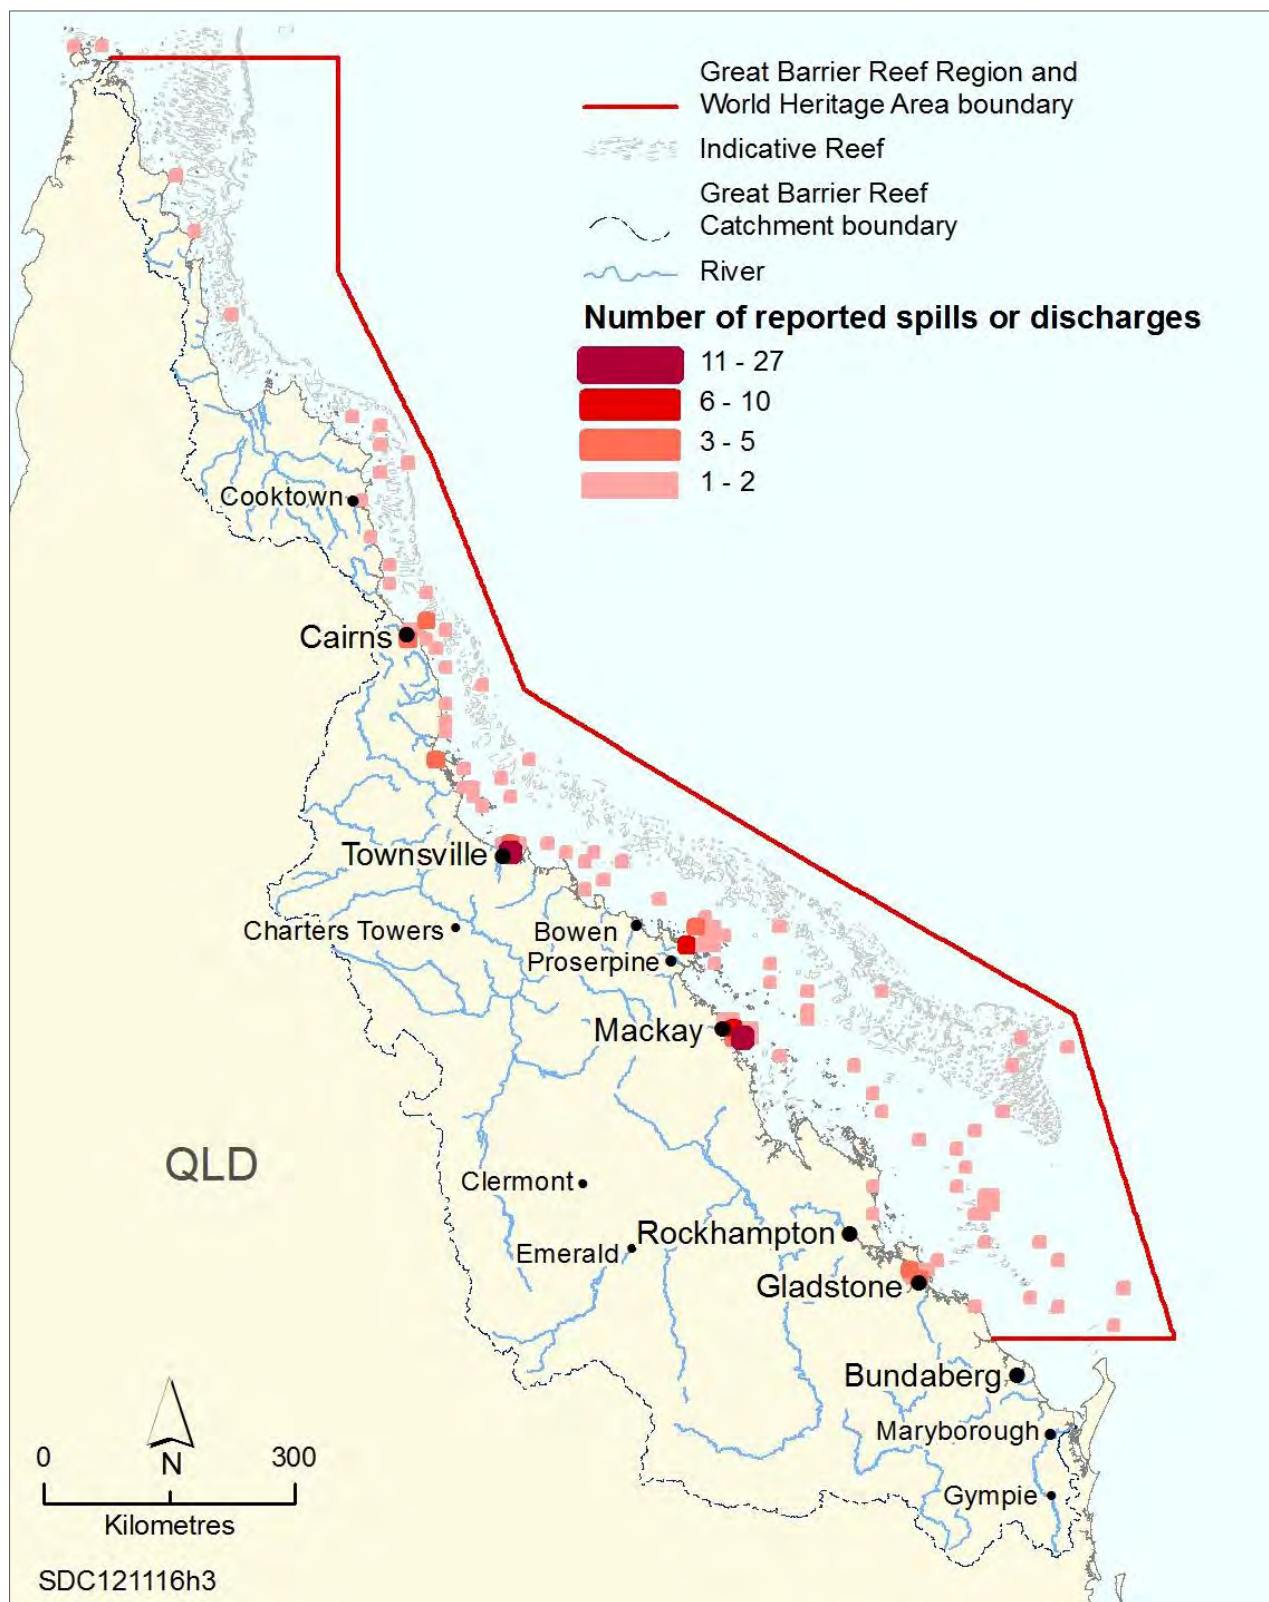 Great Barrier Reef Region and
World Heritage Area boundary
Indicative Reef
Great Barrier Reef
Catchment boundary
River
Number of reported spills or discharges
11 - 27
6 - 10
3 - 5
1 - 2
Cooktown
Cairns
Townsville
Charters Towers
Bowen
Proserpine
Mackay
QLD
Clermont
Rockhampton
Emerald
Gladstone
Bundaberg
Maryborough
Gympie
0 300
N
Kilometres
SDC121116h3